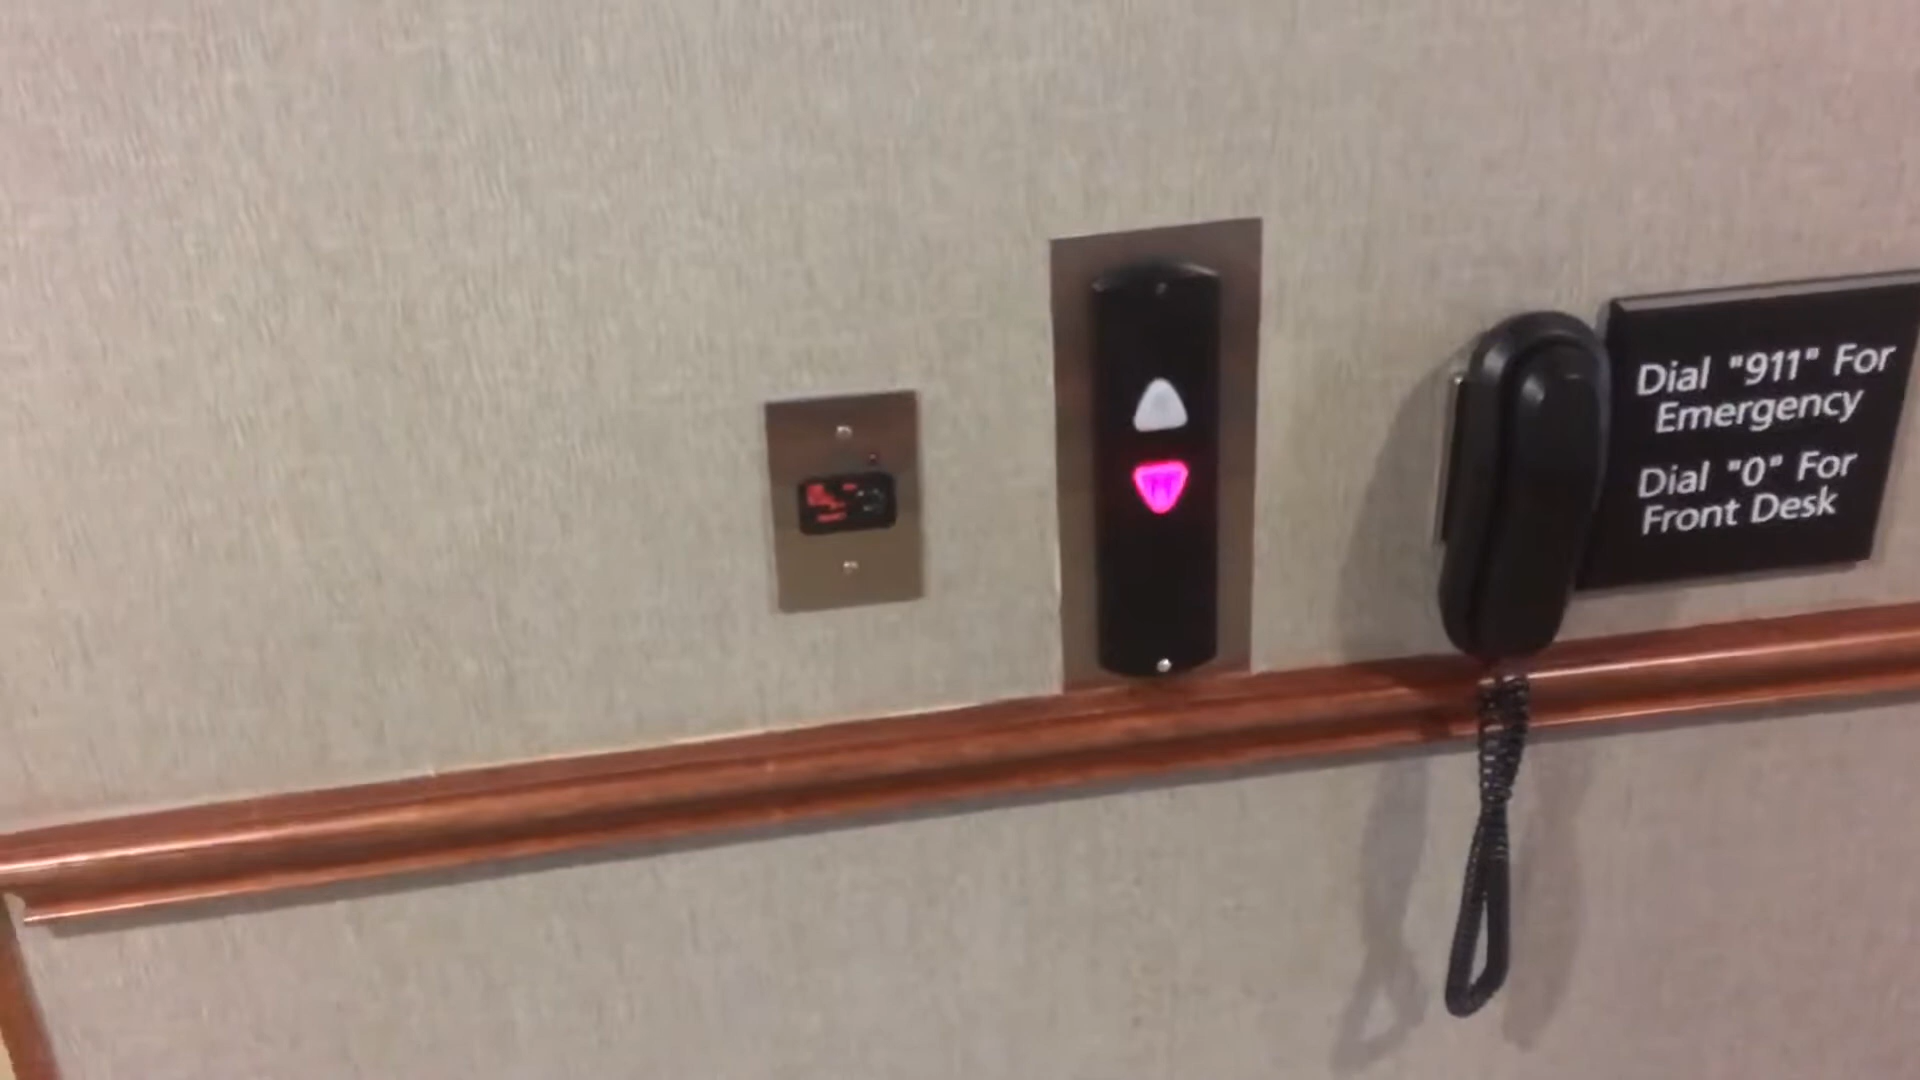 Dial "911" For
Emergency
Dial "0" For
Front Desk